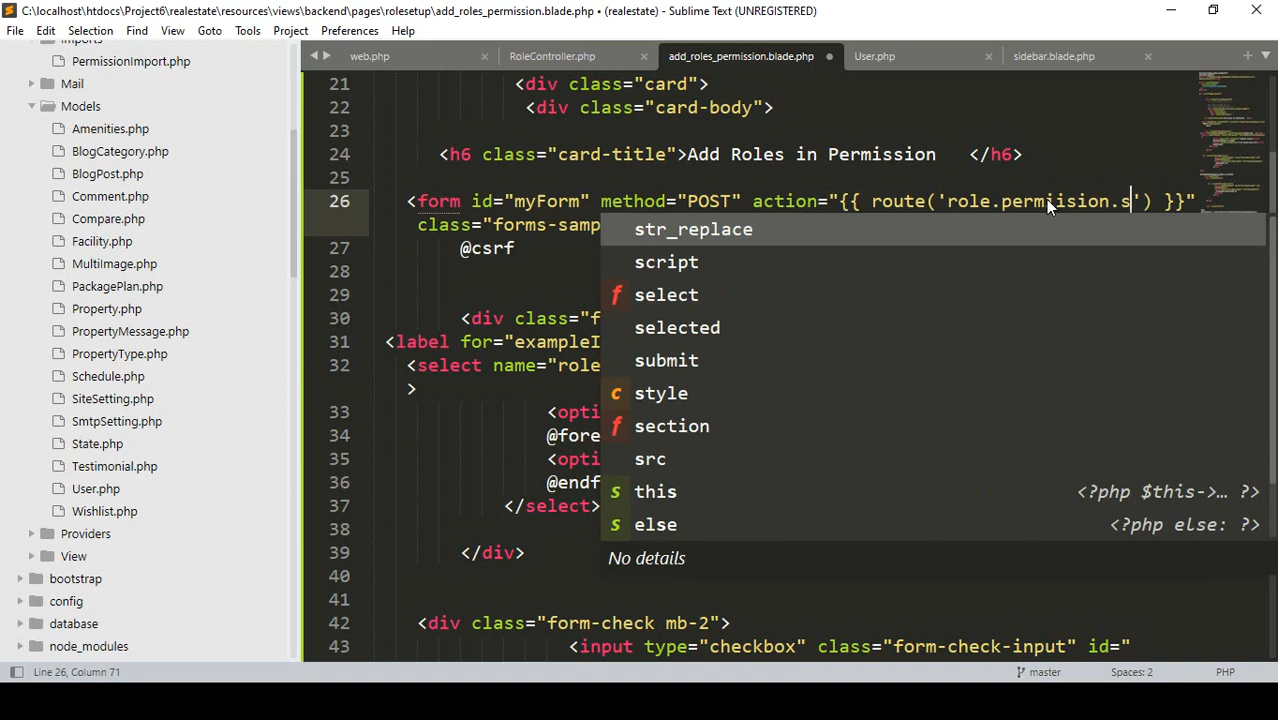 C:\localhost\htdocs\Project6\realestate\resources\views\backend\pages\rolesetup\add_roles_permission.blade.php • (realestate) - Sublime Text (UNREGISTERED)
File Edit Selection Find View Goto Tools Project Preferences Help
Imports
PermissionImport.php
Mail
Models
Amenities.php
BlogCategory.php
BlogPost.php
Comment.php
Compare.php
Facility.php
MultiImage.php
PackagePlan.php
Property.php
PropertyMessage.php
PropertyType.php
Schedule.php
SiteSetting.php
SmtpSetting.php
State.php
Testimonial.php
User.php
Wishlist.php
Providers
View
bootstrap
config
database
node_modules
web.php RoleController.php add_roles_permission.blade.php User.php sidebar.blade.php
21 <div class="card">
22 <div class="card-body">
23
24 <h6 class="card-title">Add Roles in Permission </h6>
25
26 <form id="myForm" method="POST" action="{{ route('role.permiision.s') }}"
class="forms-samp
27 @csrf
28
29
30 <div class="f
31 <label for="exampleI
32 <select name="role
>
33 <opti
34 @fore
35 <opti
36 @endf
37 </select>
38
39 </div>
40
41
42 <div class="form-check mb-2">
43 <input type="checkbox" class="form-check-input" id="
str_replace
script
f select
selected
submit
c style
f section
src
s this <?php $this->… ?>
s else <?php else: ?>
No details
Line 26, Column 71 master Spaces: 2 PHP